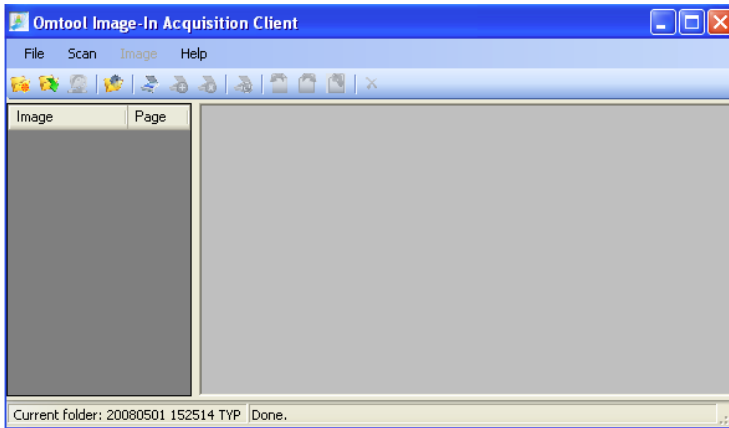 Omtool Image-In Acquisition Client
File Scan Image Help
Image Page
Current folder: 20080501 152514 TYP Done.